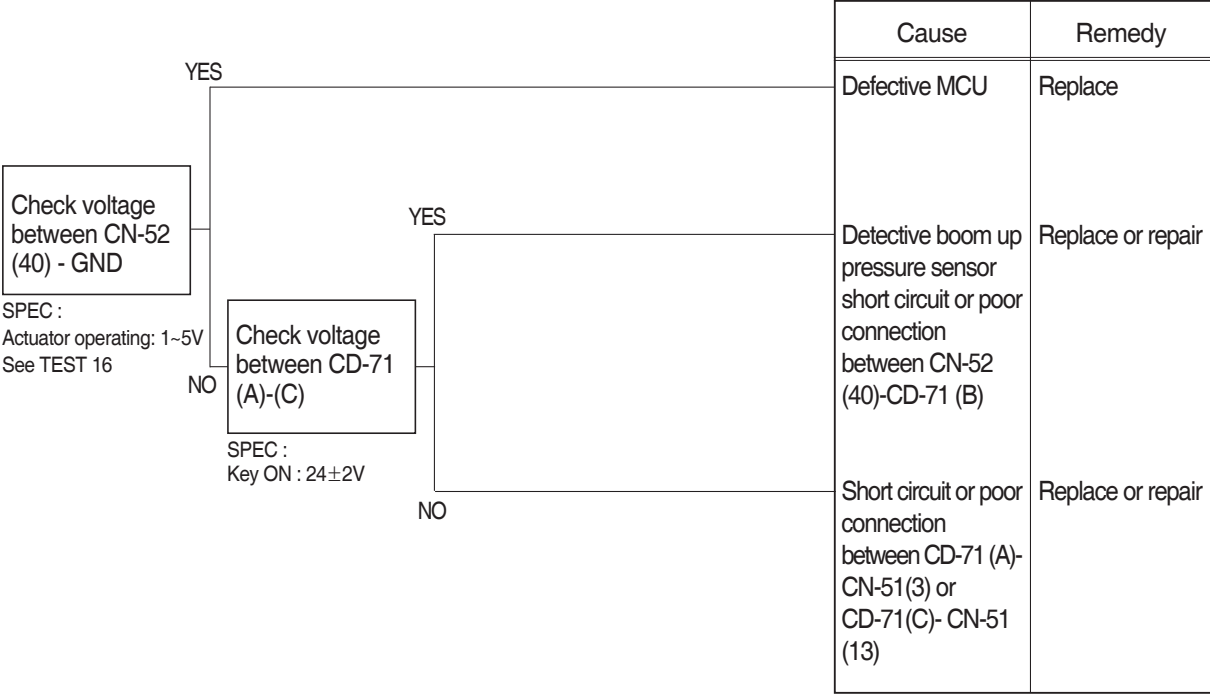 Cause
Remedy
YES
Defective MCU
Replace
Check voltage
between CN-52
(40) - GND
SPEC :
Actuator operating: 1~5V
See TEST 16
NO
YES
Detective boom up
pressure sensor
short circuit or poor
connection
between CN-52
(40)-CD-71 (B)
Replace or repair
Check voltage
between CD-71
(A)-(C)
SPEC :
Key ON : 24±2V
NO
Short circuit or poor
connection
between CD-71 (A)-
CN-51(3) or
CD-71(C)- CN-51
(13)
Replace or repair